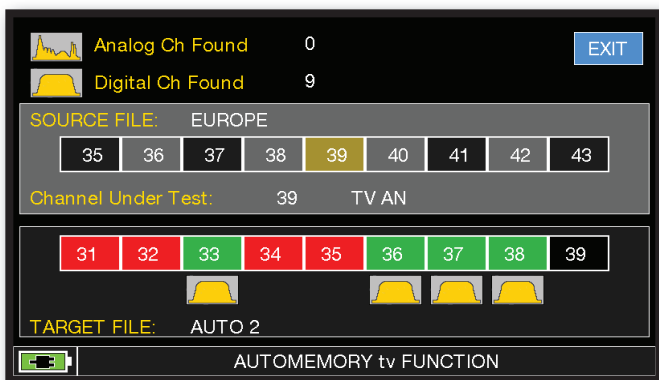 Analog Ch Found 0
EXIT
Digital Ch Found 9
SOURCE FILE: EUROPE
35 36 37 38 39 40 41 42 43
Channel Under Test: 39 TV AN
31 32 33 34 35 36 37 38 39
TARGET FILE: AUTO 2
AUTOMEMORY tv FUNCTION